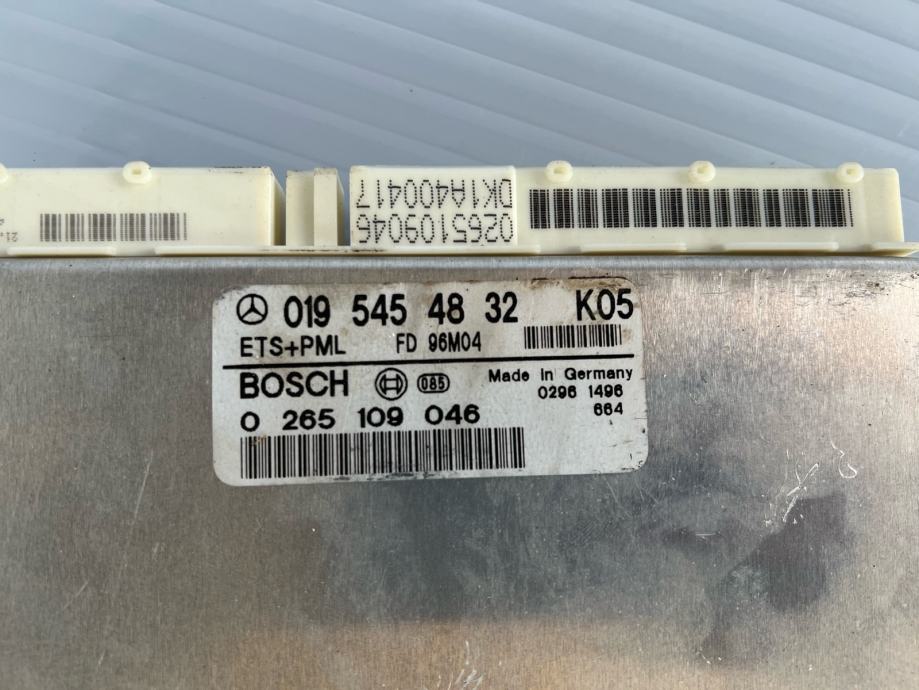 0265109046
DK1A400417
21.
019 545 48 32 K05
ETS+PML FD 96M04
BOSCH 085 Made in Germany
0 265 109 046 0296 1496
664